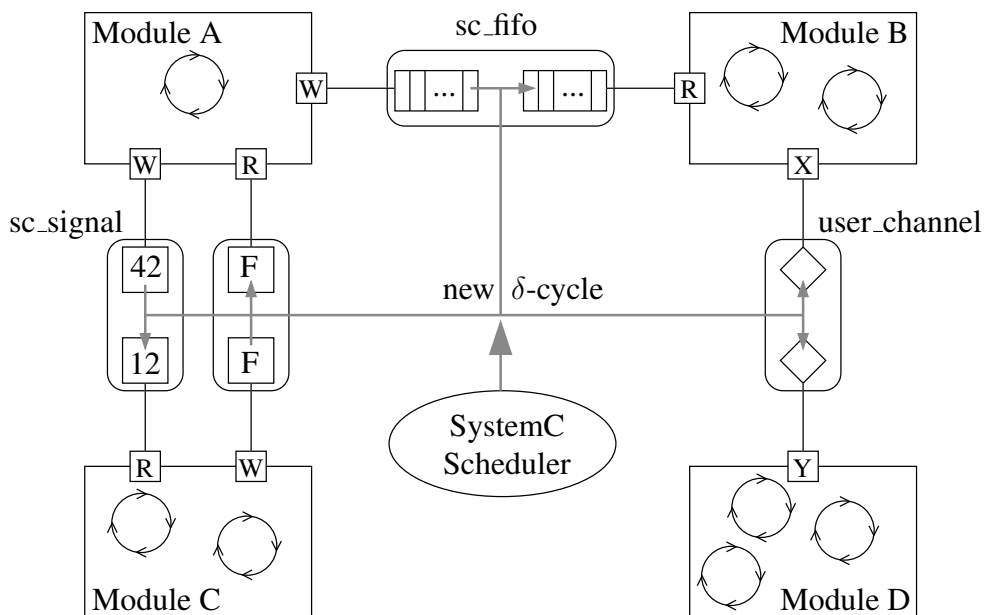 Module A
sc_fifo
Module B
W
... ...
R
W
R
X
sc_signal
user_channel
42
F
new δ-cycle
12
F
SystemC
Scheduler
R
W
Y
Module C
Module D